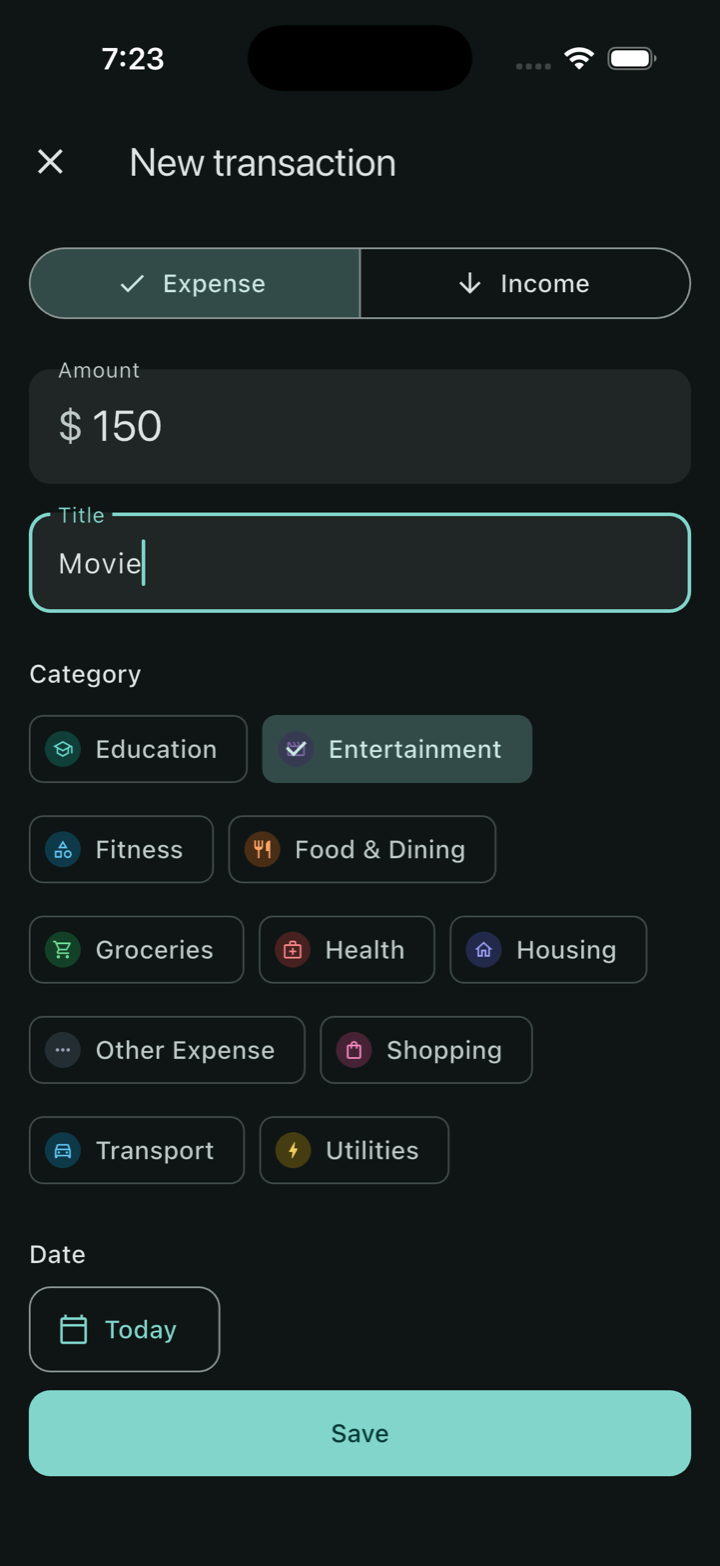 7:23
New transaction
Expense Income
Amount
$ 150
Title
Movie
Category
Education Entertainment
Fitness Food & Dining
Groceries Health Housing
Other Expense Shopping
Transport Utilities
Date
Today
Save